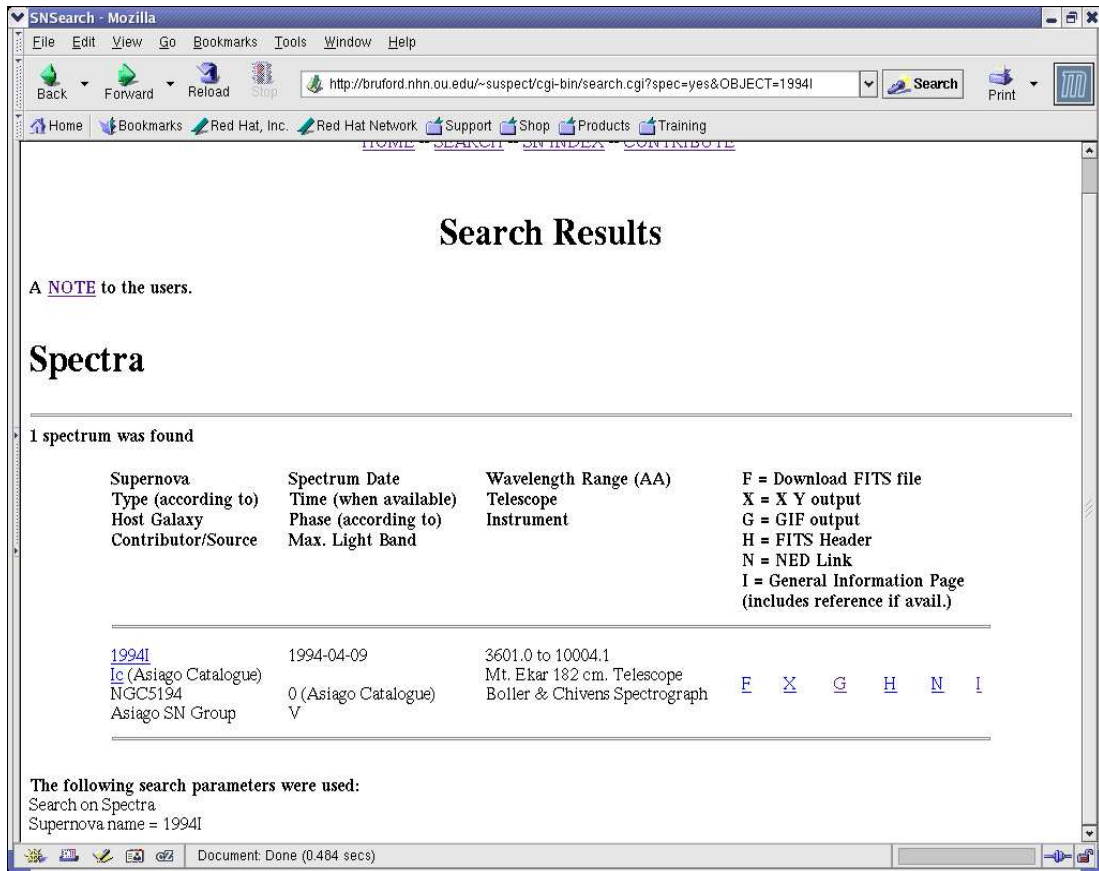 SNSearch - Mozilla
File Edit View Go Bookmarks Tools Window Help
Back Forward Reload Stop http://bruford.nhn.ou.edu/~suspect/cgi-bin/search.cgi?spec=yes&OBJECT=1994I Search Print
Home Bookmarks Red Hat, Inc. Red Hat Network Support Shop Products Training
HOME -- SEARCH -- SN INDEX -- CONTRIBUTE
Search Results
A NOTE to the users.
Spectra
1 spectrum was found
Supernova Spectrum Date Wavelength Range (AA) F = Download FITS file
Type (according to) Time (when available) Telescope X = X Y output
Host Galaxy Phase (according to) Instrument G = GIF output
Contributor/Source Max. Light Band H = FITS Header
N = NED Link
I = General Information Page
(includes reference if avail.)
1994I 1994-04-09 3601.0 to 10004.1
Ic (Asiago Catalogue) Mt. Ekar 182 cm. Telescope
NGC5194 0 (Asiago Catalogue) Boller & Chivens Spectrograph F X G H N I
Asiago SN Group V
The following search parameters were used:
Search on Spectra
Supernova name = 1994I
Document: Done (0.484 secs)